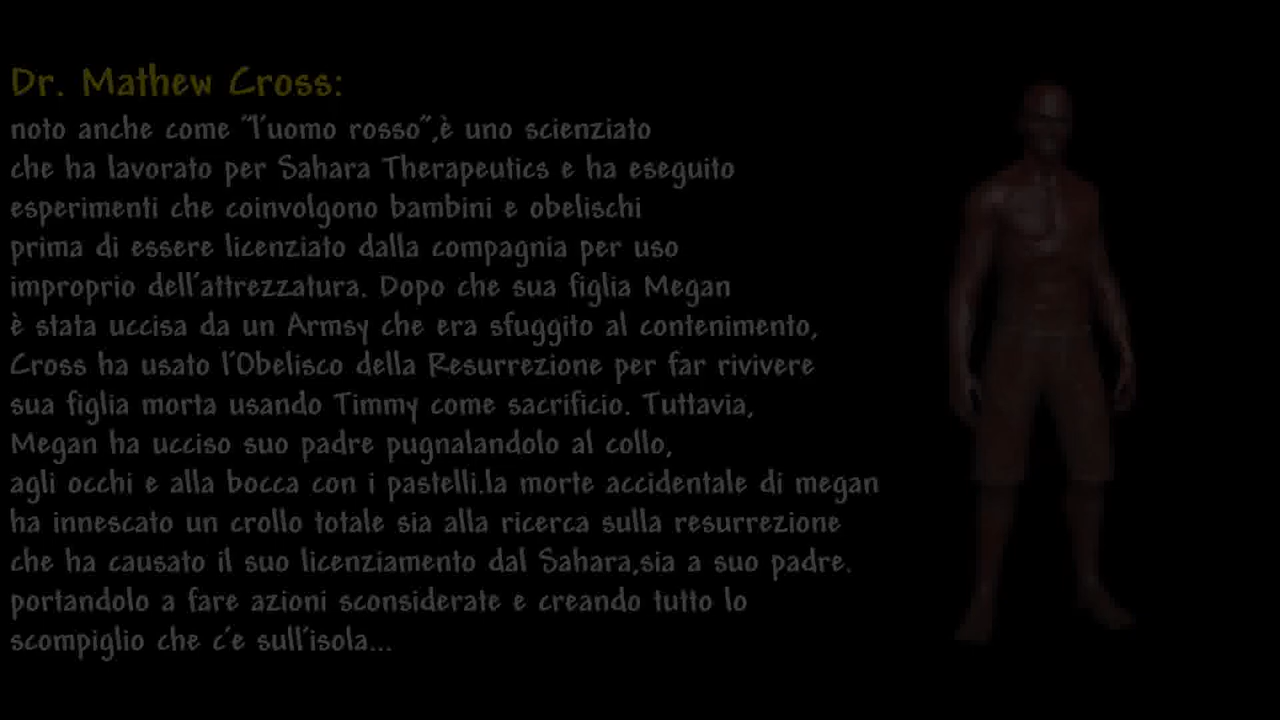 Dr. Mathew Cross:
noto anche come "l'uomo rosso",è uno scienziato
che ha lavorato per Sahara Therapeutics e ha eseguito
esperimenti che coinvolgono bambini e obelischi
prima di essere licenziato dalla compagnia per uso
improprio dell'attrezzatura. Dopo che sua figlia Megan
è stata uccisa da un Armsy che era sfuggito al contenimento,
Cross ha usato l'Obelisco della Resurrezione per far rivivere
sua figlia morta usando Timmy come sacrificio. Tuttavia,
Megan ha ucciso suo padre pugnalandolo al collo,
agli occhi e alla bocca con i pastelli.la morte accidentale di megan
ha innescato un crollo totale sia alla ricerca sulla resurrezione
che ha causato il suo licenziamento dal Sahara,sia a suo padre.
portandolo a fare azioni sconsiderate e creando tutto lo
scompiglio che c'e sull'isola...